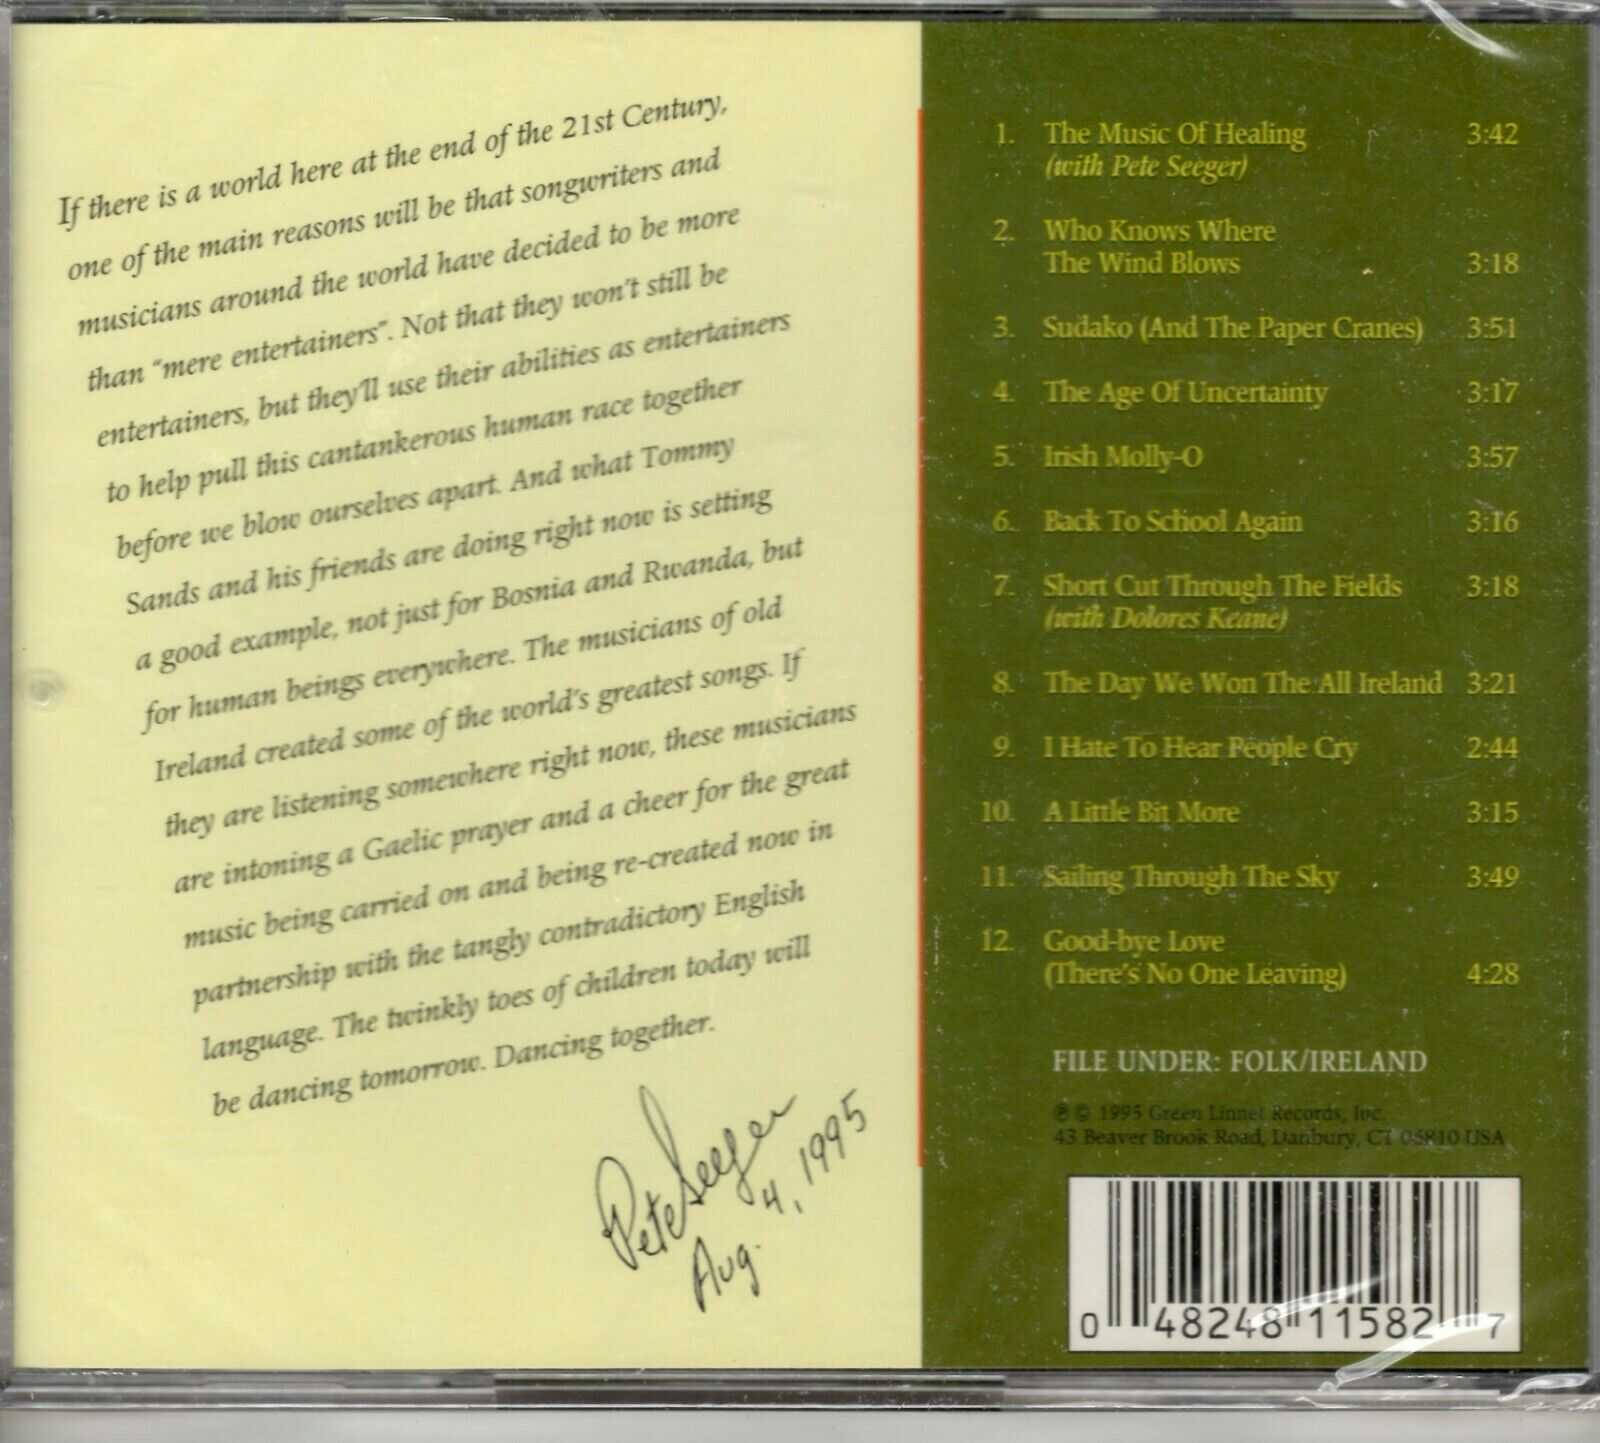 If there is a world here at the end of the 21st Century,
one of the main reasons will be that songwriters and
musicians around the world have decided to be more
than "mere entertainers". Not that they won't still be
entertainers, but they'll use their abilities as entertainers
to help pull this cantankerous human race together
before we blow ourselves apart. And what Tommy
Sands and his friends are doing right now is setting
a good example, not just for Bosnia and Rwanda, but
for human beings everywhere. The musicians of old
Ireland created some of the world's greatest songs. If
they are listening somewhere right now, these musicians
are intoning a Gaelic prayer and a cheer for the great
music being carried on and being re-created now in
partnership with the tangly contradictory English
language. The twinkly toes of children today will
be dancing tomorrow. Dancing together.
Pete Seeger
Aug. 4, 1995
1. The Music Of Healing 3:42
(with Pete Seeger)
2. Who Knows Where
The Wind Blows 3:18
3. Sudako (And The Paper Cranes) 3:51
4. The Age Of Uncertainty 3:17
5. Irish Molly-O 3:57
6. Back To School Again 3:16
7. Short Cut Through The Fields 3:18
(with Dolores Keane)
8. The Day We Won The All Ireland 3:21
9. I Hate To Hear People Cry 2:44
10. A Little Bit More 3:15
11. Sailing Through The Sky 3:49
12. Good-bye Love
(There's No One Leaving) 4:28
FILE UNDER: FOLK/IRELAND
℗ © 1995 Green Linnet Records, Inc.
43 Beaver Brook Road, Danbury, CT 06810 USA
0 48248 11582 7